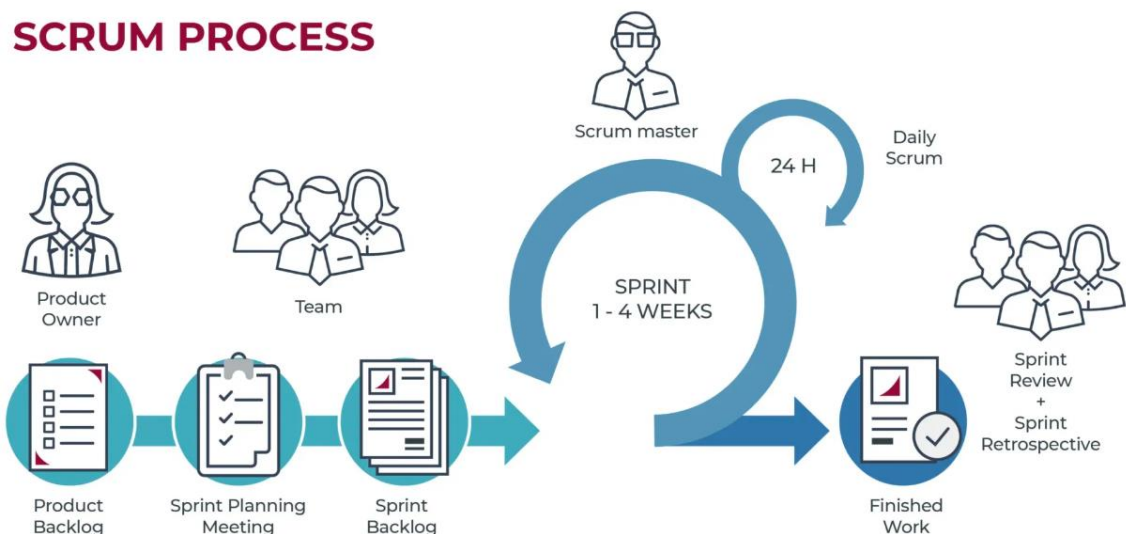 SCRUM PROCESS
Scrum master
24 H
Daily
Scrum
Product
Owner
Team
SPRINT
1 - 4 WEEKS
Sprint
Review
+
Sprint
Retrospective
Product
Backlog
Sprint Planning
Meeting
Sprint
Backlog
Finished
Work